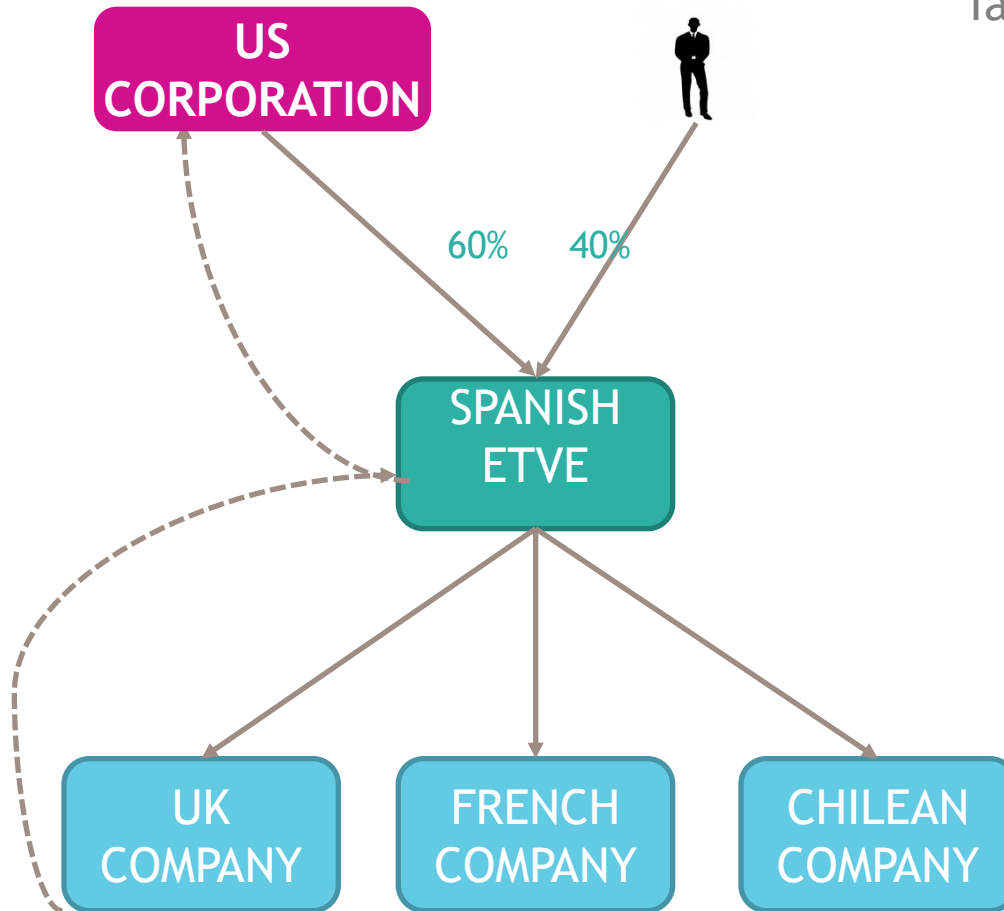 US
CORPORATION
60%
40%
SPANISH
ETVE
UK
COMPANY
FRENCH
COMPANY
CHILEAN
COMPANY